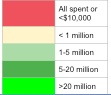 All spent or
<$10,000
< 1 million
1-5 million
5-20 million
>20 million